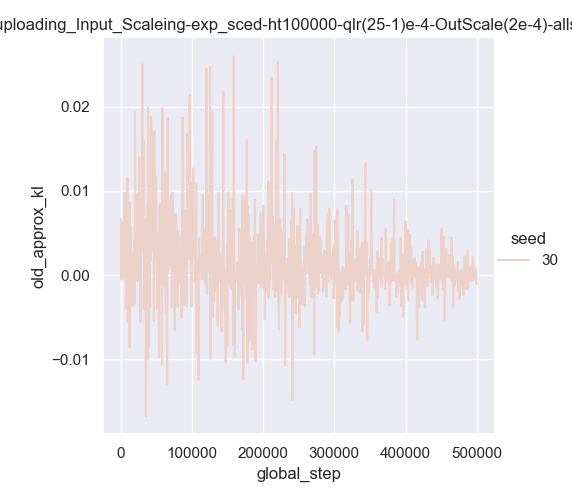 uploading_Input_Scaleing-exp_sced-ht100000-qlr(25-1)e-4-OutScale(2e-4)-alls
0.02
0.01
0.00
−0.01
old_approx_kl
0 100000 200000 300000 400000 500000
global_step
seed
30